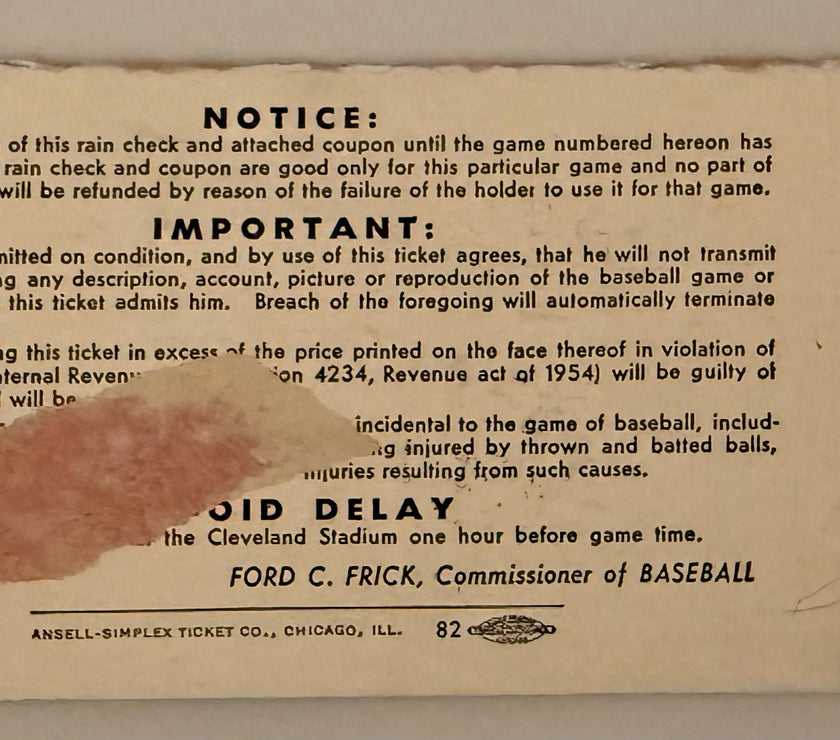 NOTICE:
of this rain check and attached coupon until the game numbered hereon has
rain check and coupon are good only for this particular game and no part of
will be refunded by reason of the failure of the holder to use it for that game.
IMPORTANT:
mitted on condition, and by use of this ticket agrees, that he will not transmit
ng any description, account, picture or reproduction of the baseball game or
this ticket admits him. Breach of the foregoing will automatically terminate
ng this ticket in excess of the price printed on the face thereof in violation of
nternal Reven ion 4234, Revenue act of 1954) will be guilty of
will be
incidental to the game of baseball, includ-
ng injured by thrown and batted balls,
injuries resulting from such causes.
OID DELAY
the Cleveland Stadium one hour before game time.
FORD C. FRICK, Commissioner of BASEBALL
ANSELL-SIMPLEX TICKET CO., CHICAGO, ILL. 82